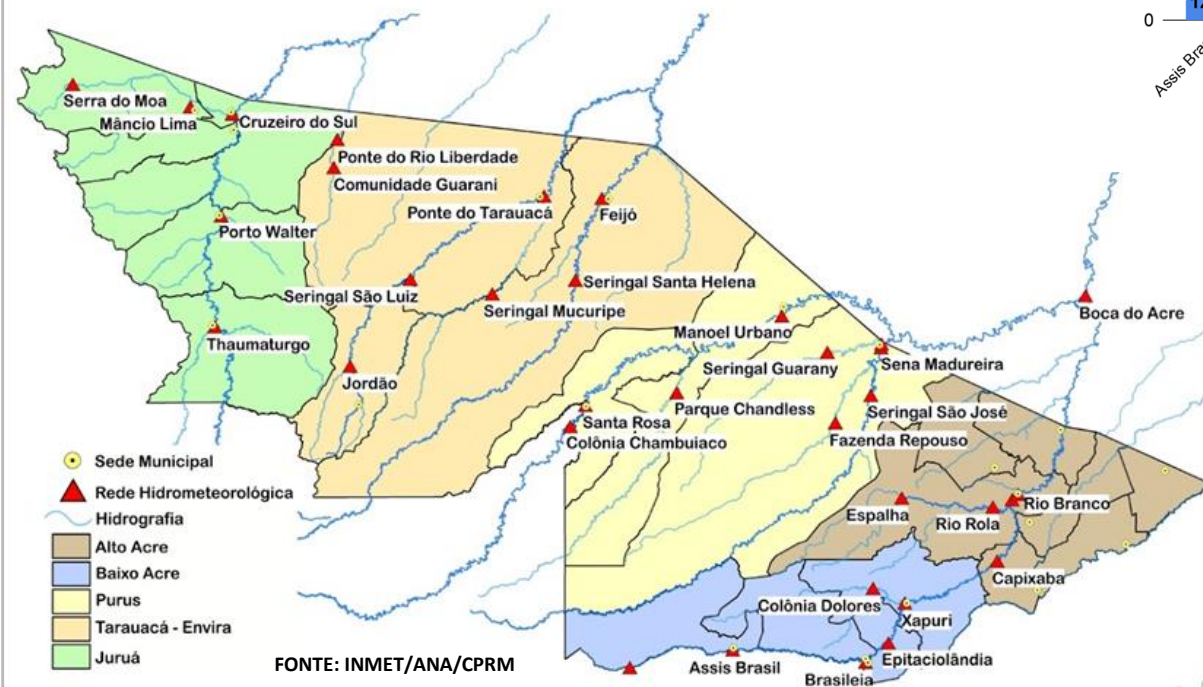 12
0
Assis Bra
Serra do Moa
Mâncio Lima
Cruzeiro do Sul
Ponte do Rio Liberdade
Comunidade Guarani
Ponte do Tarauacá
Feijó
Porto Walter
Seringal São Luiz
Seringal Santa Helena
Seringal Mucuripe
Thaumaturgo
Jordão
Manoel Urbano
Boca do Acre
Seringal Guarany
Sena Madureira
Parque Chandless
Seringal São José
Santa Rosa
Colônia Chambuiaco
Fazenda Repouso
Espalha
Rio Rola
Rio Branco
Capixaba
Colônia Dolores
Xapuri
Epitaciolândia
Assis Brasil
Brasileia
Sede Municipal
Rede Hidrometeorológica
Hidrografia
Alto Acre
Baixo Acre
Purus
Tarauacá - Envira
Juruá
FONTE: INMET/ANA/CPRM